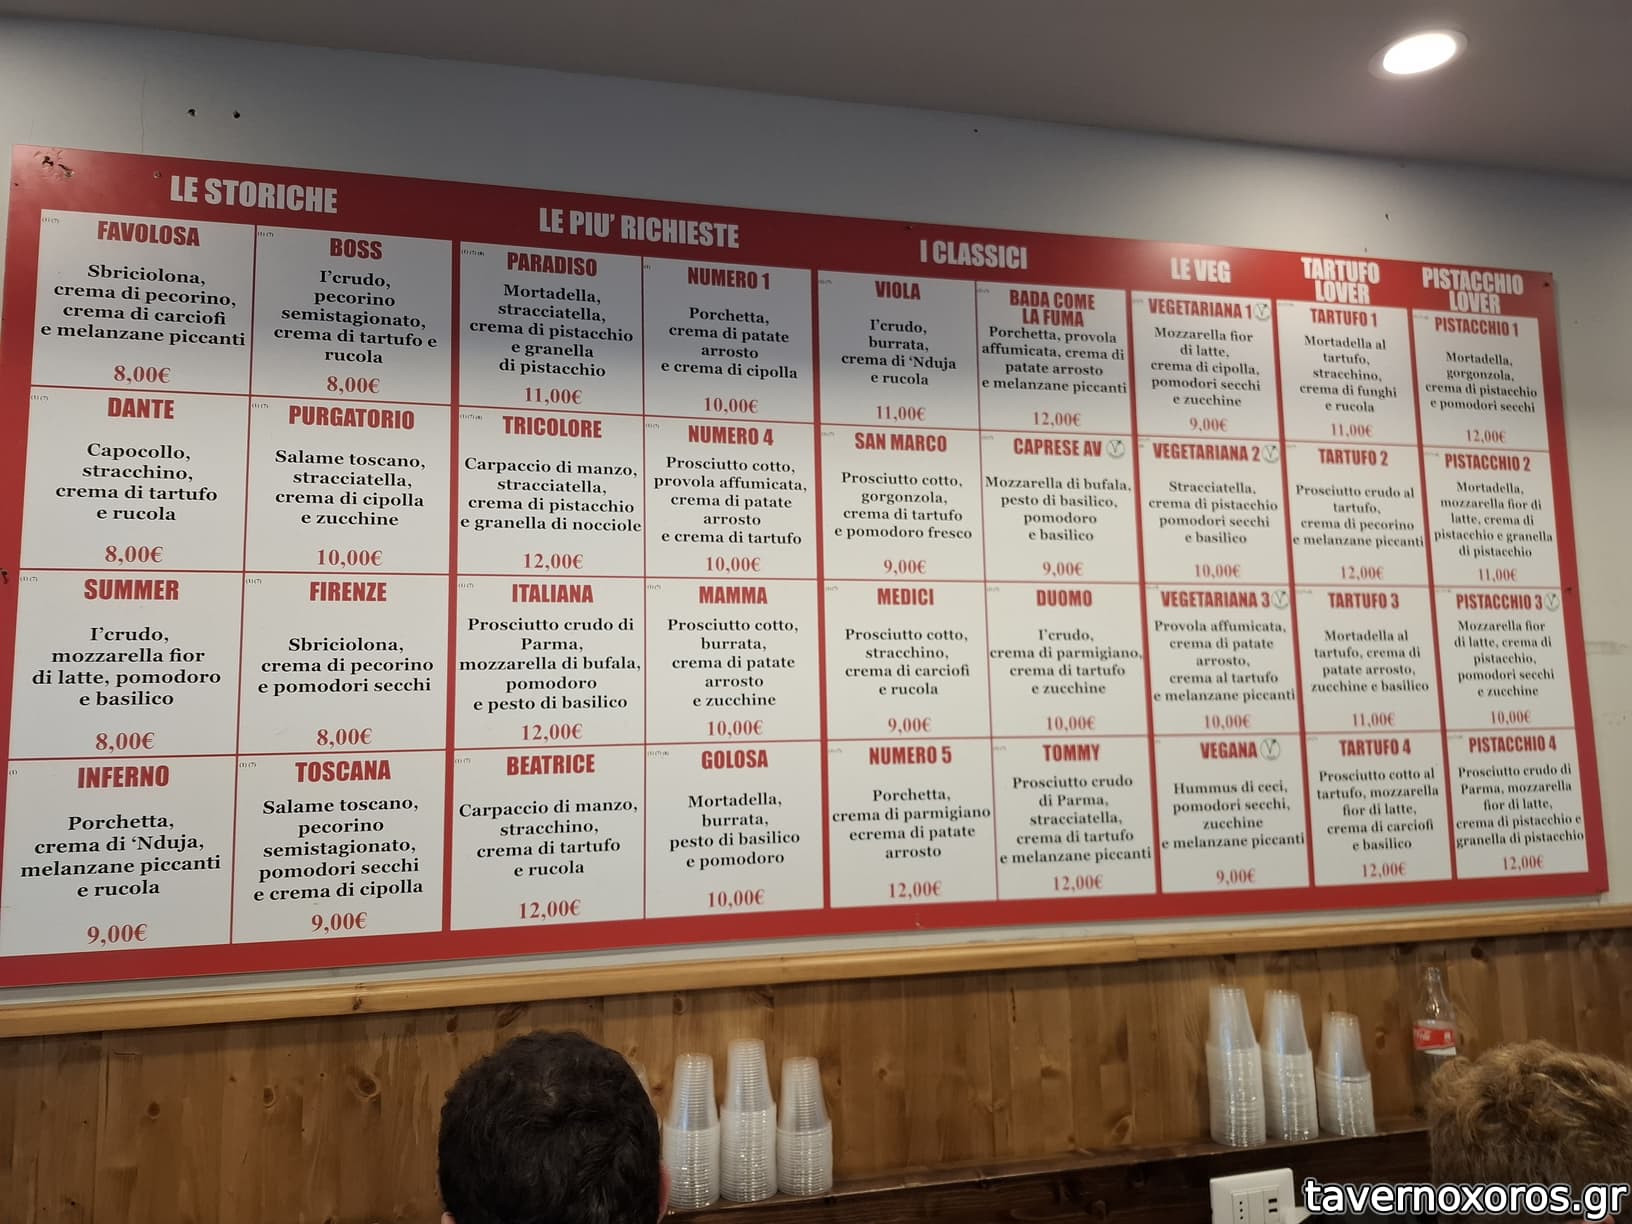 LE STORICHE
FAVOLOSA
Sbriciolona,
crema di pecorino,
crema di carciofi
e melanzane piccanti
8,00€
BOSS
I'crudo,
pecorino
semistagionato,
crema di tartufo e
rucola
8,00€
DANTE
Capocollo,
stracchino,
crema di tartufo
e rucola
8,00€
PURGATORIO
Salame toscano,
stracciatella,
crema di cipolla
e zucchine
10,00€
SUMMER
I'crudo,
mozzarella fior
di latte, pomodoro
e basilico
8,00€
FIRENZE
Sbriciolona,
crema di pecorino
e pomodori secchi
8,00€
INFERNO
Porchetta,
crema di 'Nduja,
melanzane piccanti
e rucola
9,00€
TOSCANA
Salame toscano,
pecorino
semistagionato,
pomodori secchi
e crema di cipolla
9,00€
LE PIU' RICHIESTE
PARADISO
Mortadella,
stracciatella,
crema di pistacchio
e granella
di pistacchio
11,00€
NUMERO 1
Porchetta,
crema di patate
arrosto
e crema di cipolla
10,00€
TRICOLORE
Carpaccio di manzo,
stracciatella,
crema di pistacchio
e granella di nocciole
12,00€
NUMERO 4
Prosciutto cotto,
provola affumicata,
crema di patate
arrosto
e crema di tartufo
10,00€
ITALIANA
Prosciutto crudo di
Parma,
mozzarella di bufala,
pomodoro
e pesto di basilico
12,00€
MAMMA
Prosciutto cotto,
burrata,
crema di patate
arrosto
e zucchine
10,00€
BEATRICE
Carpaccio di manzo,
stracchino,
crema di tartufo
e rucola
12,00€
GOLOSA
Mortadella,
burrata,
pesto di basilico
e pomodoro
10,00€
I CLASSICI
VIOLA
I'crudo,
burrata,
crema di 'Nduja
e rucola
11,00€
BADA COME
LA FUMA
Porchetta, provola
affumicata, crema di
patate arrosto
e melanzane piccanti
12,00€
SAN MARCO
Prosciutto cotto,
gorgonzola,
crema di tartufo
e pomodoro fresco
9,00€
CAPRESE AV
Mozzarella di bufala,
pesto di basilico,
pomodoro
e basilico
9,00€
MEDICI
Prosciutto cotto,
stracchino,
crema di carciofi
e rucola
9,00€
DUOMO
I'crudo,
crema di parmigiano,
crema di tartufo
e zucchine
10,00€
NUMERO 5
Porchetta,
crema di parmigiano
ecrema di patate
arrosto
12,00€
TOMMY
Prosciutto crudo
di Parma,
stracciatella,
crema di tartufo
e melanzane piccanti
12,00€
LE VEG
VEGETARIANA 1
Mozzarella fior
di latte,
crema di cipolla,
pomodori secchi
e zucchine
9,00€
VEGETARIANA 2
Stracciatella,
crema di pistacchio
pomodori secchi
e basilico
10,00€
VEGETARIANA 3
Provola affumicata,
crema di patate
arrosto,
crema al tartufo
e melanzane piccanti
10,00€
VEGANA
Hummus di ceci,
pomodori secchi,
zucchine
e melanzane piccanti
9,00€
TARTUFO
LOVER
TARTUFO 1
Mortadella al
tartufo,
stracchino,
crema di funghi
e rucola
11,00€
TARTUFO 2
Prosciutto crudo al
tartufo,
crema di pecorino
e melanzane piccanti
12,00€
TARTUFO 3
Mortadella al
tartufo, crema di
patate arrosto,
zucchine e basilico
11,00€
TARTUFO 4
Prosciutto cotto al
tartufo, mozzarella
fior di latte,
crema di carciofi
e basilico
12,00€
PISTACCHIO
LOVER
PISTACCHIO 1
Mortadella,
gorgonzola,
crema di pistacchio
e pomodori secchi
12,00€
PISTACCHIO 2
Mortadella,
mozzarella fior di
latte, crema di
pistacchio e granella
di pistacchio
11,00€
PISTACCHIO 3
Mozzarella fior
di latte, crema di
pistacchio,
pomodori secchi
e zucchine
10,00€
PISTACCHIO 4
Prosciutto crudo di
Parma, mozzarella
fior di latte,
crema di pistacchio e
granella di pistacchio
12,00€
tavernoxoros.gr